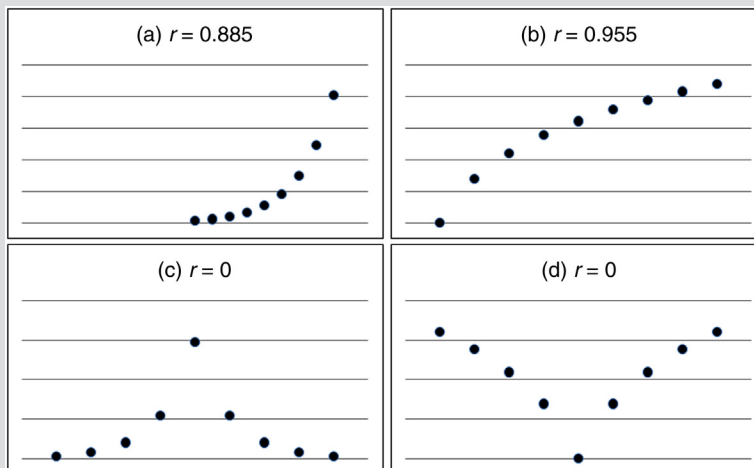 (a) r = 0.885
(b) r = 0.955
(c) r = 0
(d) r = 0